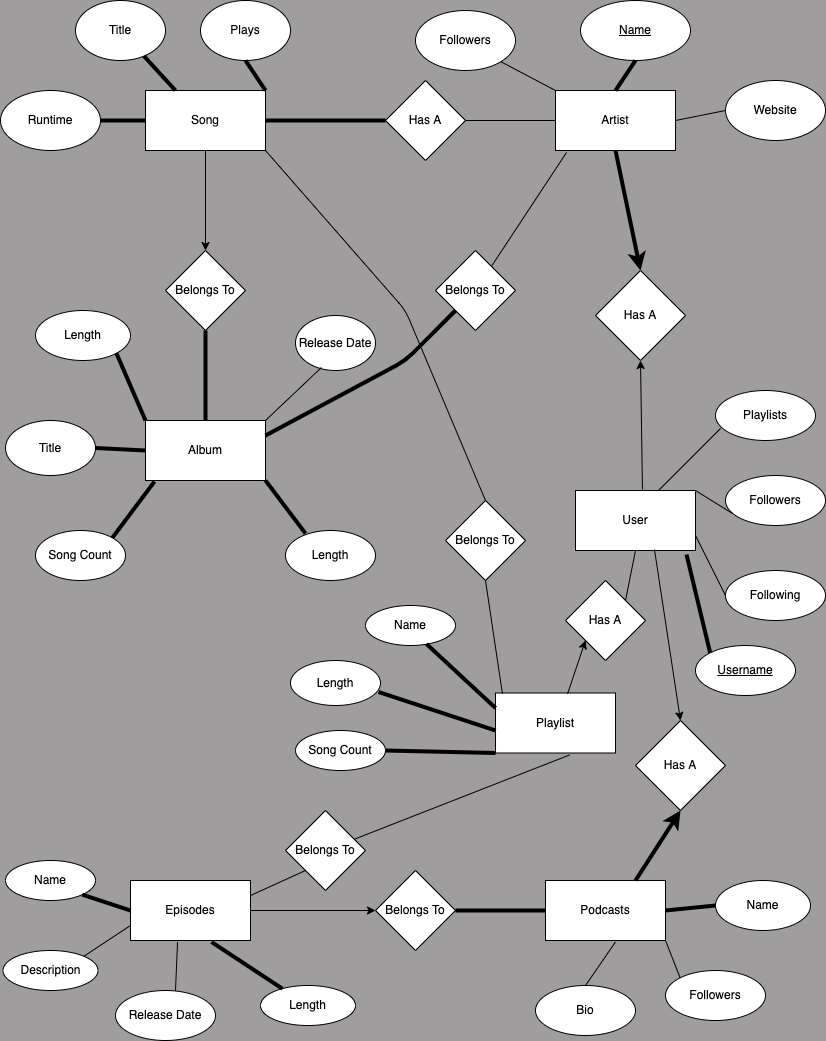 Title
Plays
Followers
Name
Runtime
Song
Has A
Artist
Website
Belongs To
Belongs To
Has A
Length
Release Date
Playlists
Title
Album
Followers
User
Song Count
Length
Belongs To
Following
Has A
Name
Username
Length
Playlist
Song Count
Has A
Belongs To
Name
Episodes
Belongs To
Podcasts
Name
Description
Release Date
Length
Bio
Followers